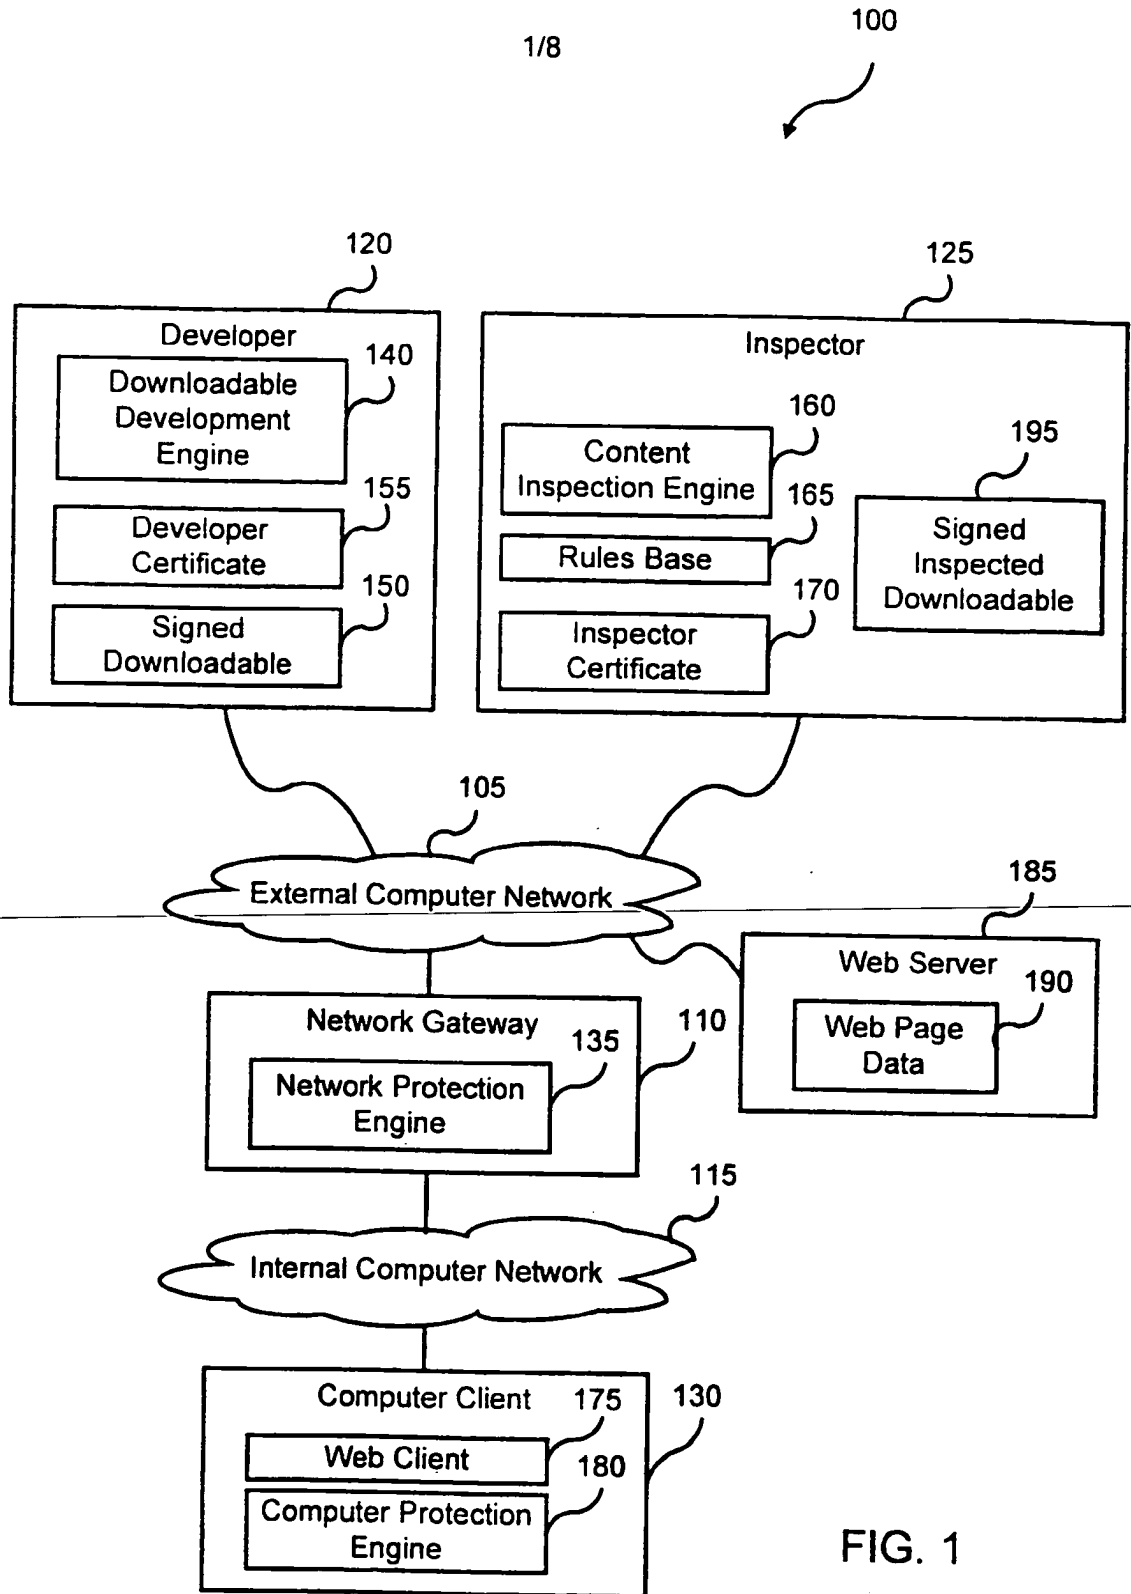 1/8
100
120
125
Developer
Inspector
140
Downloadable
Development
Engine
160
Content
Inspection Engine
195
155
165
Developer
Certificate
Signed
Inspected
Downloadable
Rules Base
150
170
Signed
Downloadable
Inspector
Certificate
105
External Computer Network
185
Web Server
190
Web Page
Data
Network Gateway
110
135
Network Protection
Engine
115
Internal Computer Network
Computer Client
175
130
Web Client
180
Computer Protection
Engine
FIG. 1